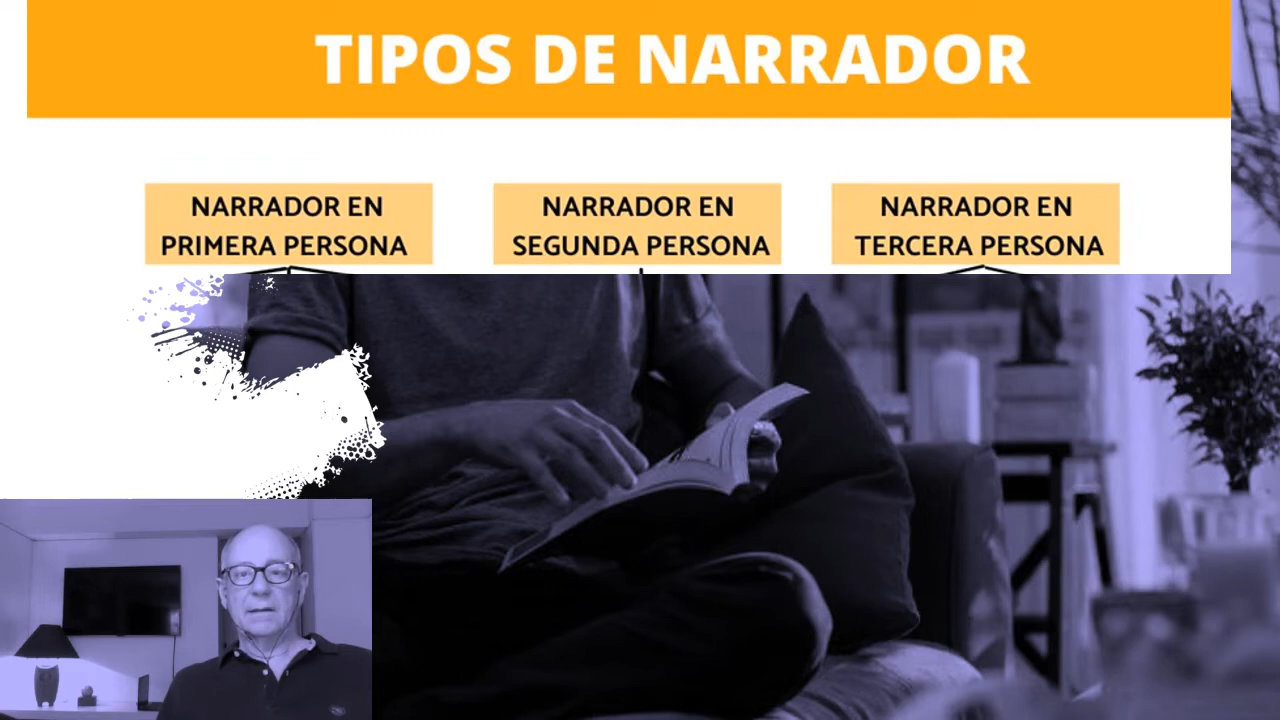 TIPOS DE NARRADOR
NARRADOR EN
PRIMERA PERSONA
NARRADOR EN
SEGUNDA PERSONA
NARRADOR EN
TERCERA PERSONA